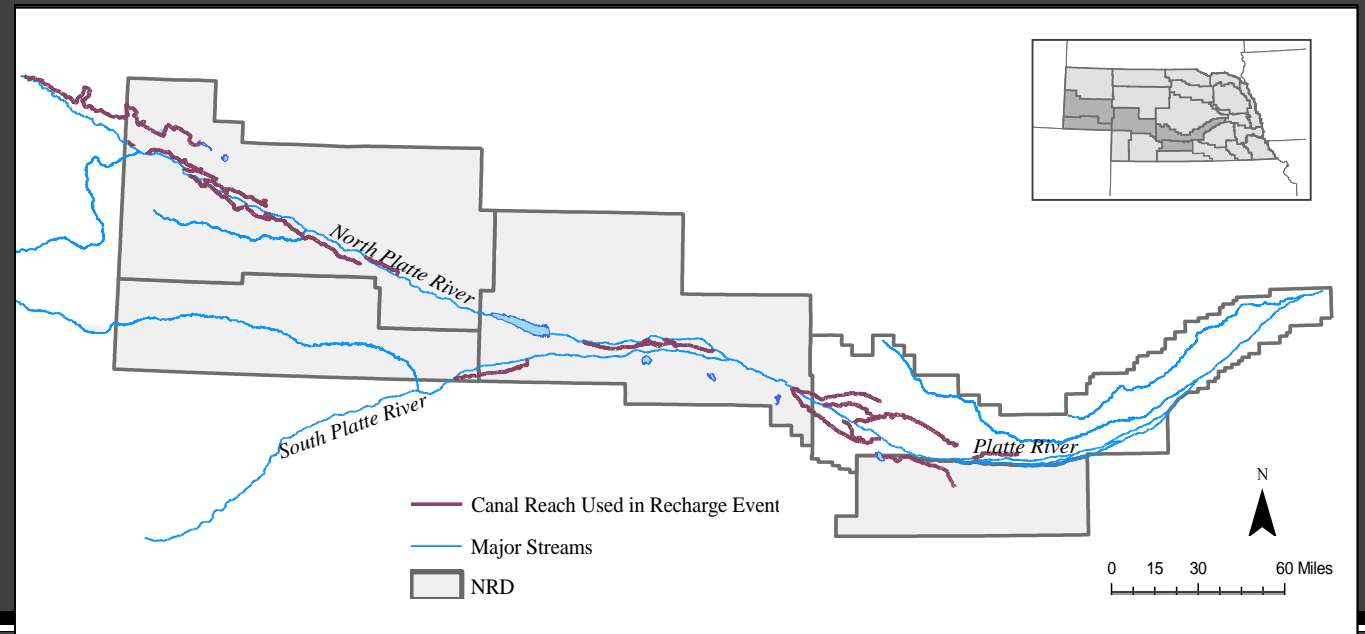 North Platte River
South Platte River
Platte River
Canal Reach Used in Recharge Event
Major Streams
NRD
N
0 15 30 60 Miles